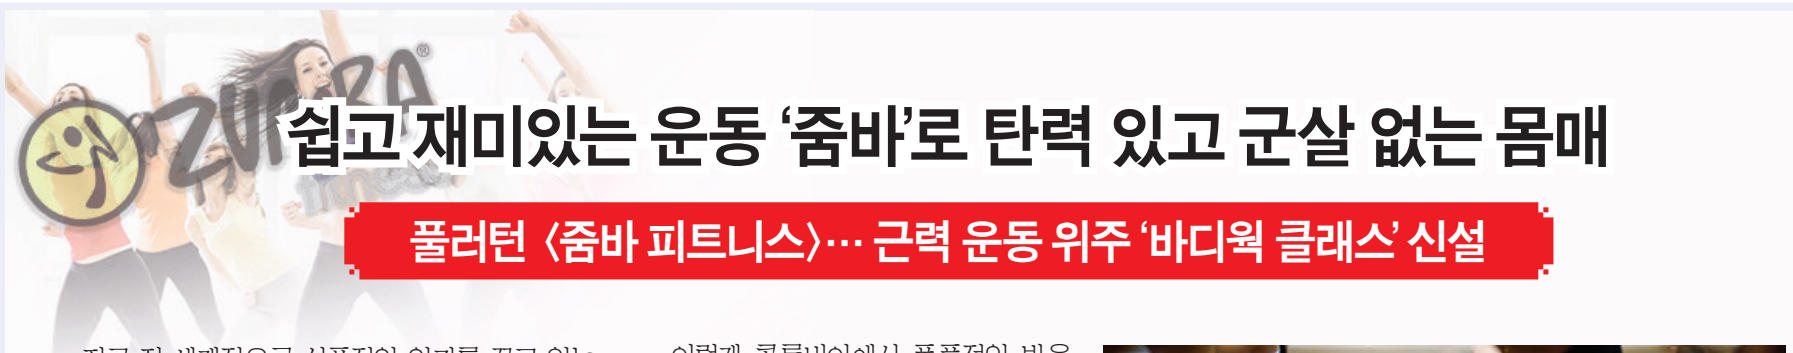 ZUMBA®
fitness
쉽고 재미있는 운동 ‘줌바’로 탄력 있고 군살 없는 몸매
풀러턴 〈줌바 피트니스〉… 근력 운동 위주 ‘바디웍 클래스’ 신설